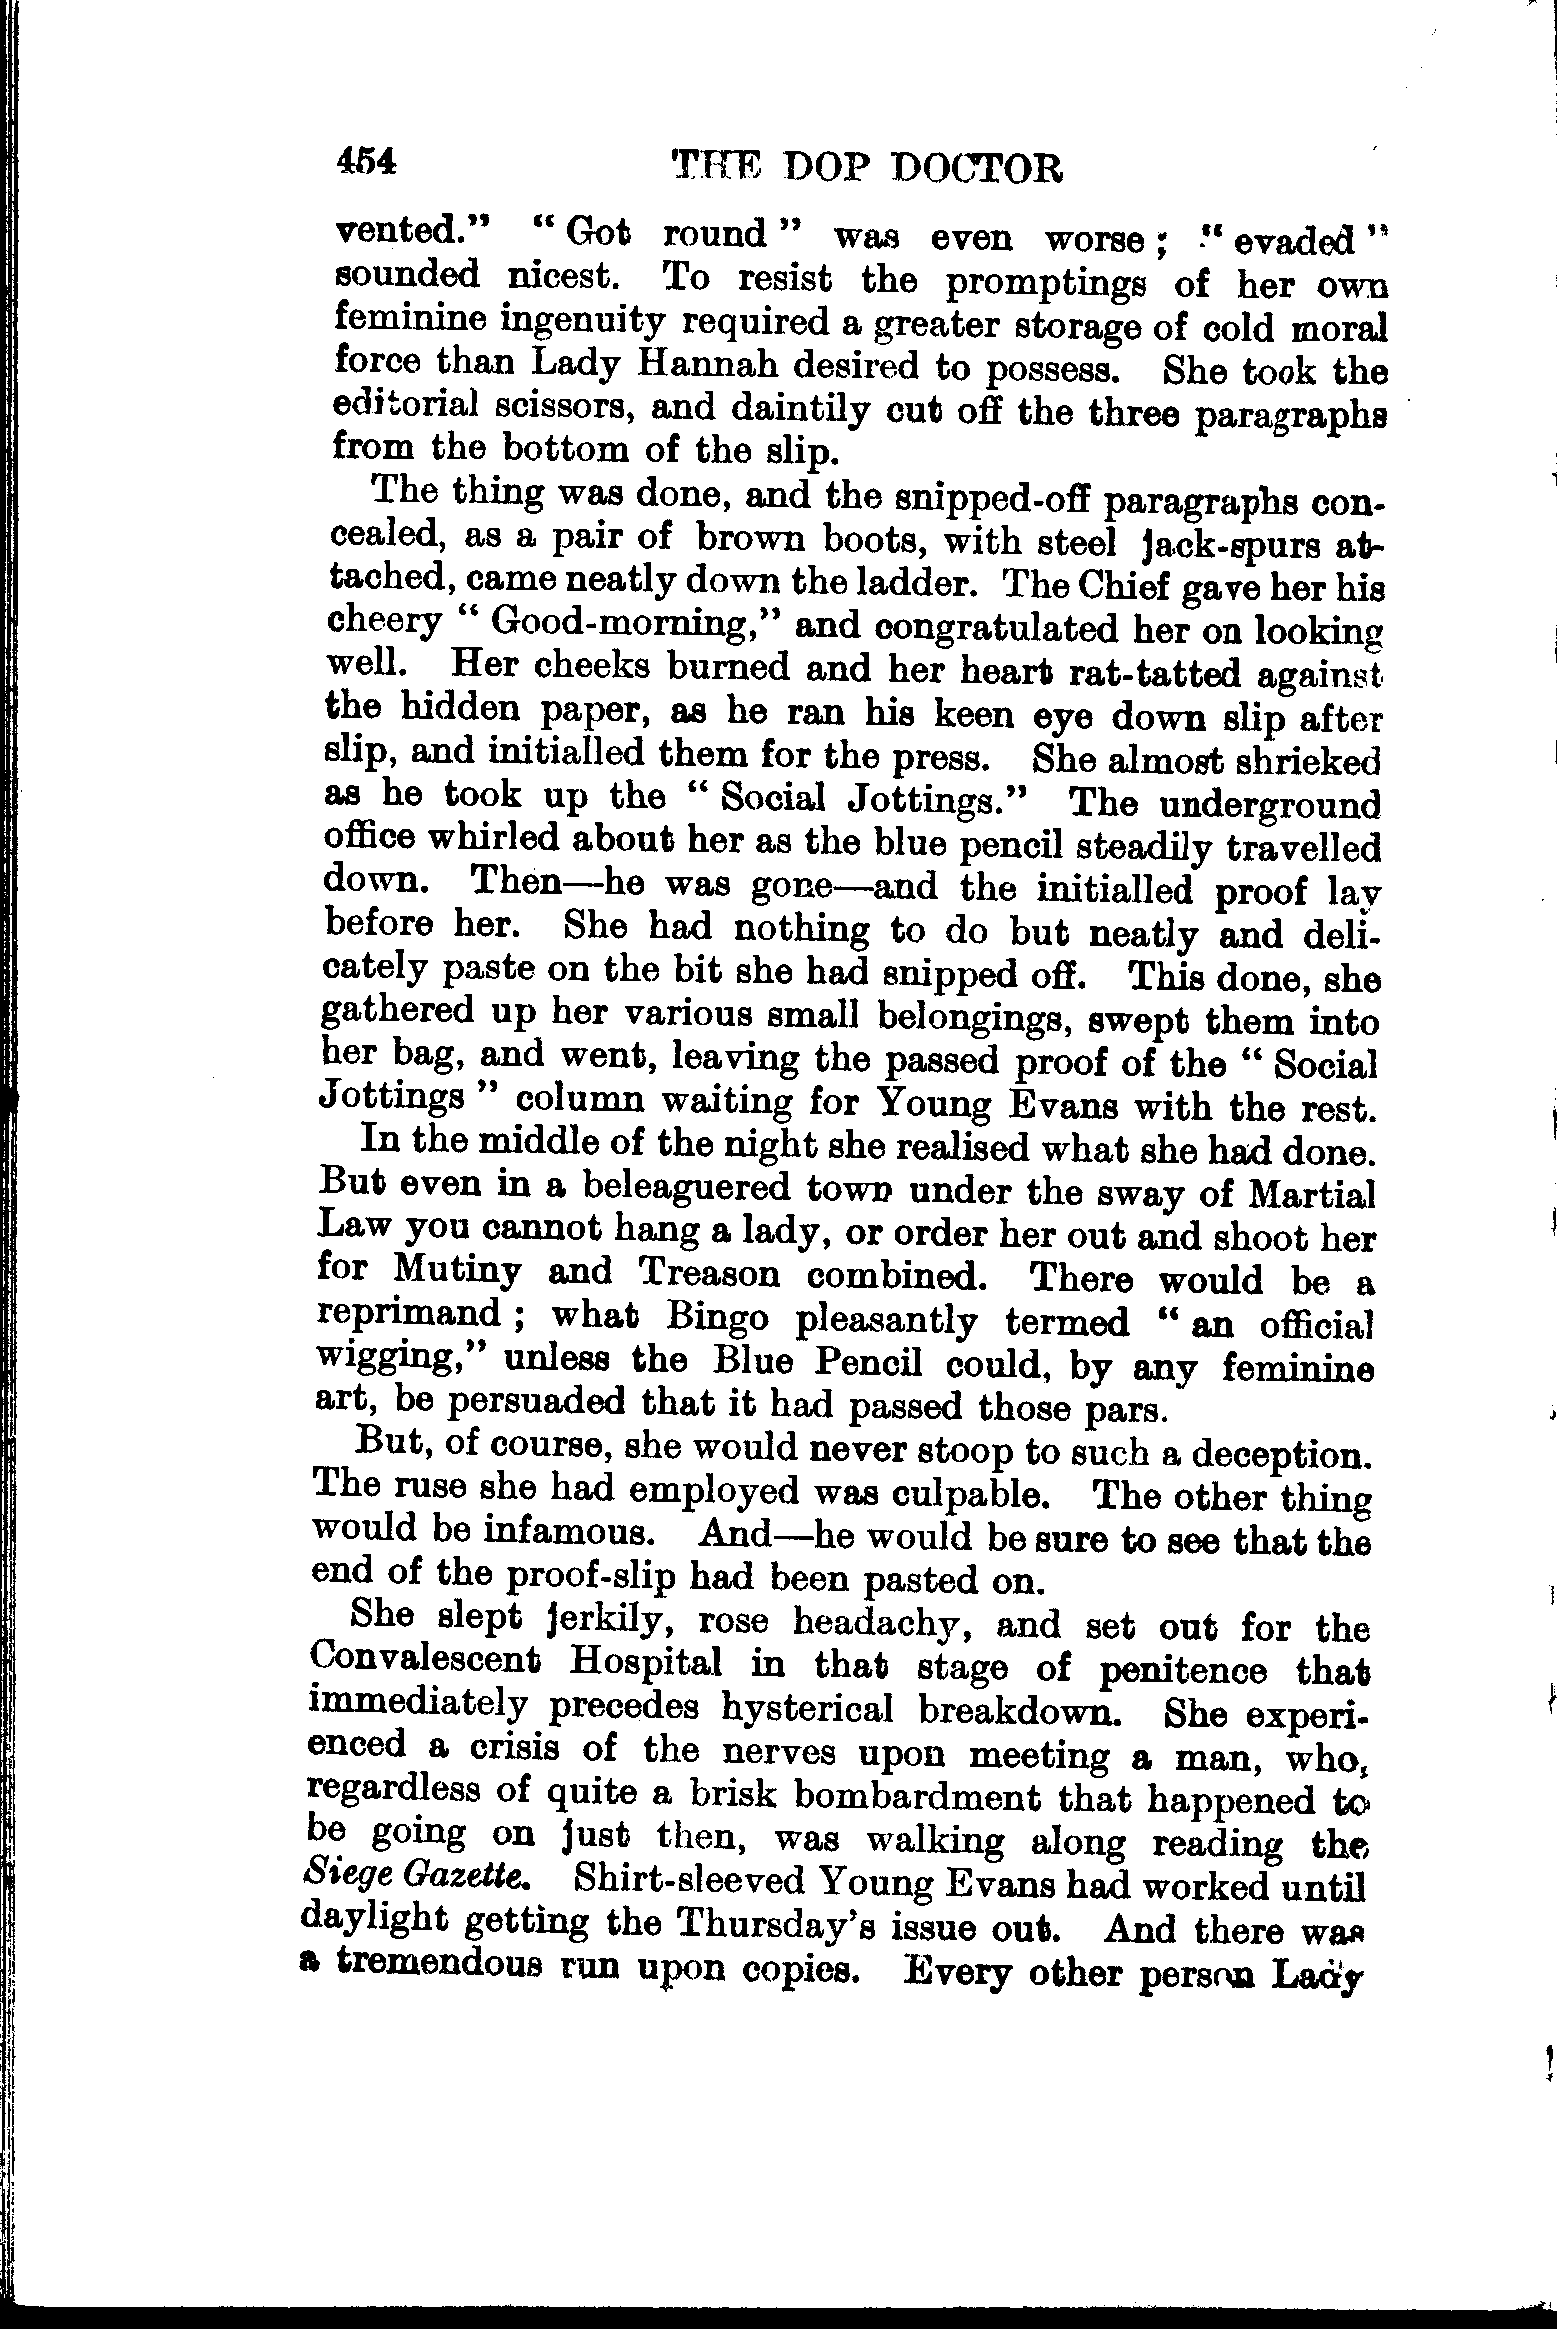 454 THE DOP DOCTOR
vented." "Got round" was even worse; "evaded"
sounded nicest. To resist the promptings of her own
feminine ingenuity required a greater storage of cold moral
force than Lady Hannah desired to possess. She took the
editorial scissors, and daintily cut off the three paragraphs
from the bottom of the slip.
The thing was done, and the snipped-off paragraphs con-
cealed, as a pair of brown boots, with steel jack-spurs at-
tached, came neatly down the ladder. The Chief gave her his
cheery "Good-morning," and congratulated her on looking
well. Her cheeks burned and her heart rat-tatted against
the hidden paper, as he ran his keen eye down slip after
slip, and initialled them for the press. She almost shrieked
as he took up the "Social Jottings." The underground
office whirled about her as the blue pencil steadily travelled
down. Then—he was gone—and the initialled proof lay
before her. She had nothing to do but neatly and deli-
cately paste on the bit she had snipped off. This done, she
gathered up her various small belongings, swept them into
her bag, and went, leaving the passed proof of the "Social
Jottings" column waiting for Young Evans with the rest.
In the middle of the night she realised what she had done.
But even in a beleaguered town under the sway of Martial
Law you cannot hang a lady, or order her out and shoot her
for Mutiny and Treason combined. There would be a
reprimand; what Bingo pleasantly termed "an official
wigging," unless the Blue Pencil could, by any feminine
art, be persuaded that it had passed those pars.
But, of course, she would never stoop to such a deception.
The ruse she had employed was culpable. The other thing
would be infamous. And—he would be sure to see that the
end of the proof-slip had been pasted on.
She slept jerkily, rose headachy, and set out for the
Convalescent Hospital in that stage of penitence that
immediately precedes hysterical breakdown. She experi-
enced a crisis of the nerves upon meeting a man, who,
regardless of quite a brisk bombardment that happened to
be going on just then, was walking along reading the
Siege Gazette. Shirt-sleeved Young Evans had worked until
daylight getting the Thursday's issue out. And there was
a tremendous run upon copies. Every other person Lady